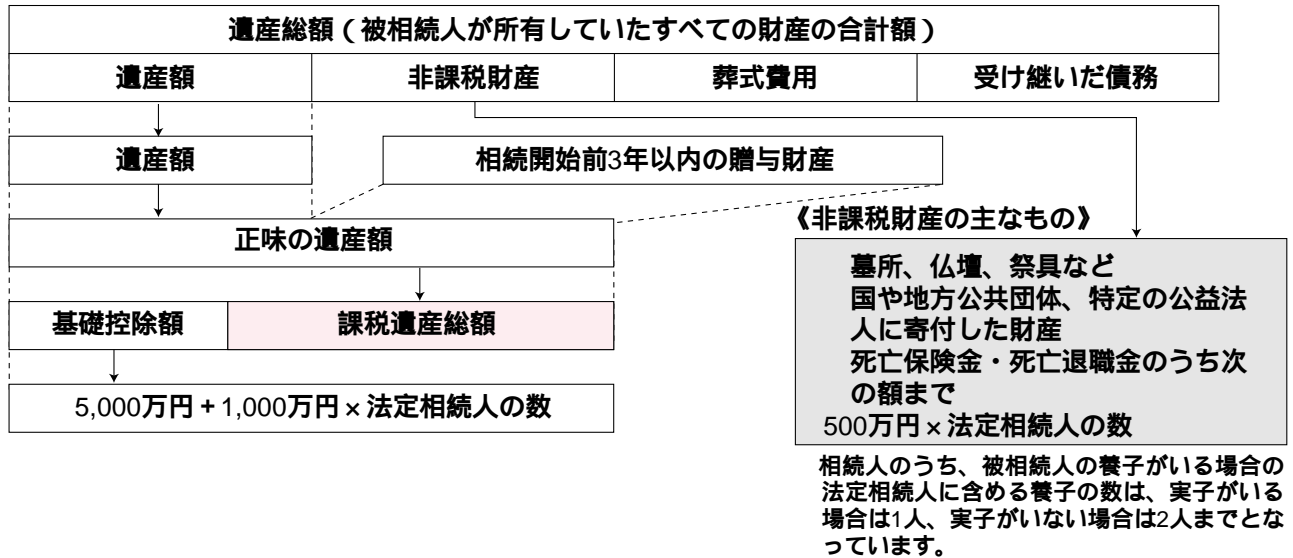 遺産総額(被相続人が所有していたすべての財産の合計額)
遺産額 非課税財産 葬式費用 受け継いだ債務
遺産額 相続開始前3年以内の贈与財産
正味の遺産額
基礎控除額 課税遺産総額
5,000万円+1,000万円×法定相続人の数
《非課税財産の主なもの》
墓所、仏壇、祭具など
国や地方公共団体、特定の公益法
人に寄付した財産
死亡保険金・死亡退職金のうち次
の額まで
500万円×法定相続人の数
相続人のうち、被相続人の養子がいる場合の
法定相続人に含める養子の数は、実子がいる
場合は1人、実子がいない場合は2人までとな
っています。